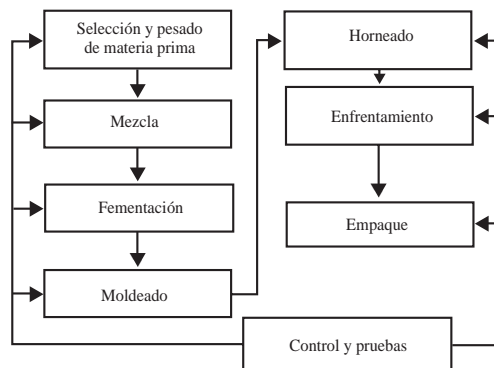 Selección y pesado
de materia prima
Mezcla
Fementación
Moldeado
Horneado
Enfrentamiento
Empaque
Control y pruebas